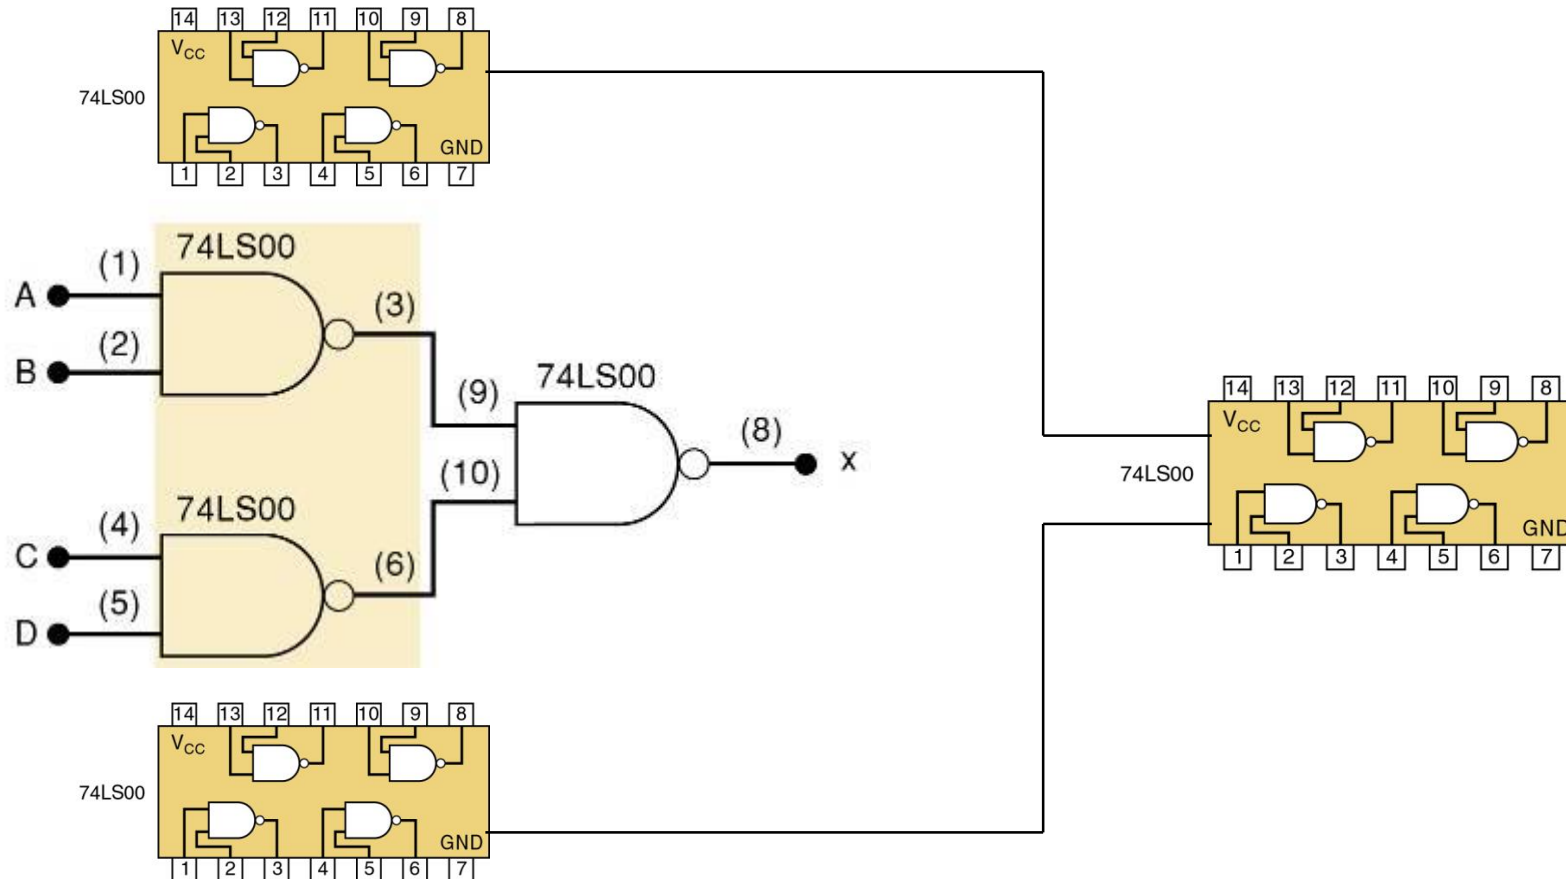 14 13 12 11 10 9 8
VCC
74LS00
GND
1 2 3 4 5 6 7
74LS00
(1)
A
(3)
(2)
B
74LS00
(9)
(8)
x
(10)
74LS00
(4)
C
(6)
(5)
D
14 13 12 11 10 9 8
VCC
74LS00
GND
1 2 3 4 5 6 7
14 13 12 11 10 9 8
VCC
74LS00
GND
1 2 3 4 5 6 7